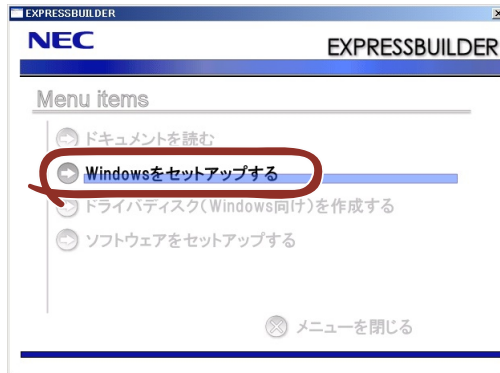 EXPRESSBUILDER
NEC
EXPRESSBUILDER
Menu items
ドキュメントを読む
Windowsをセットアップする
ドライバディスク(Windows向け)を作成する
ソフトウェアをセットアップする
メニューを閉じる